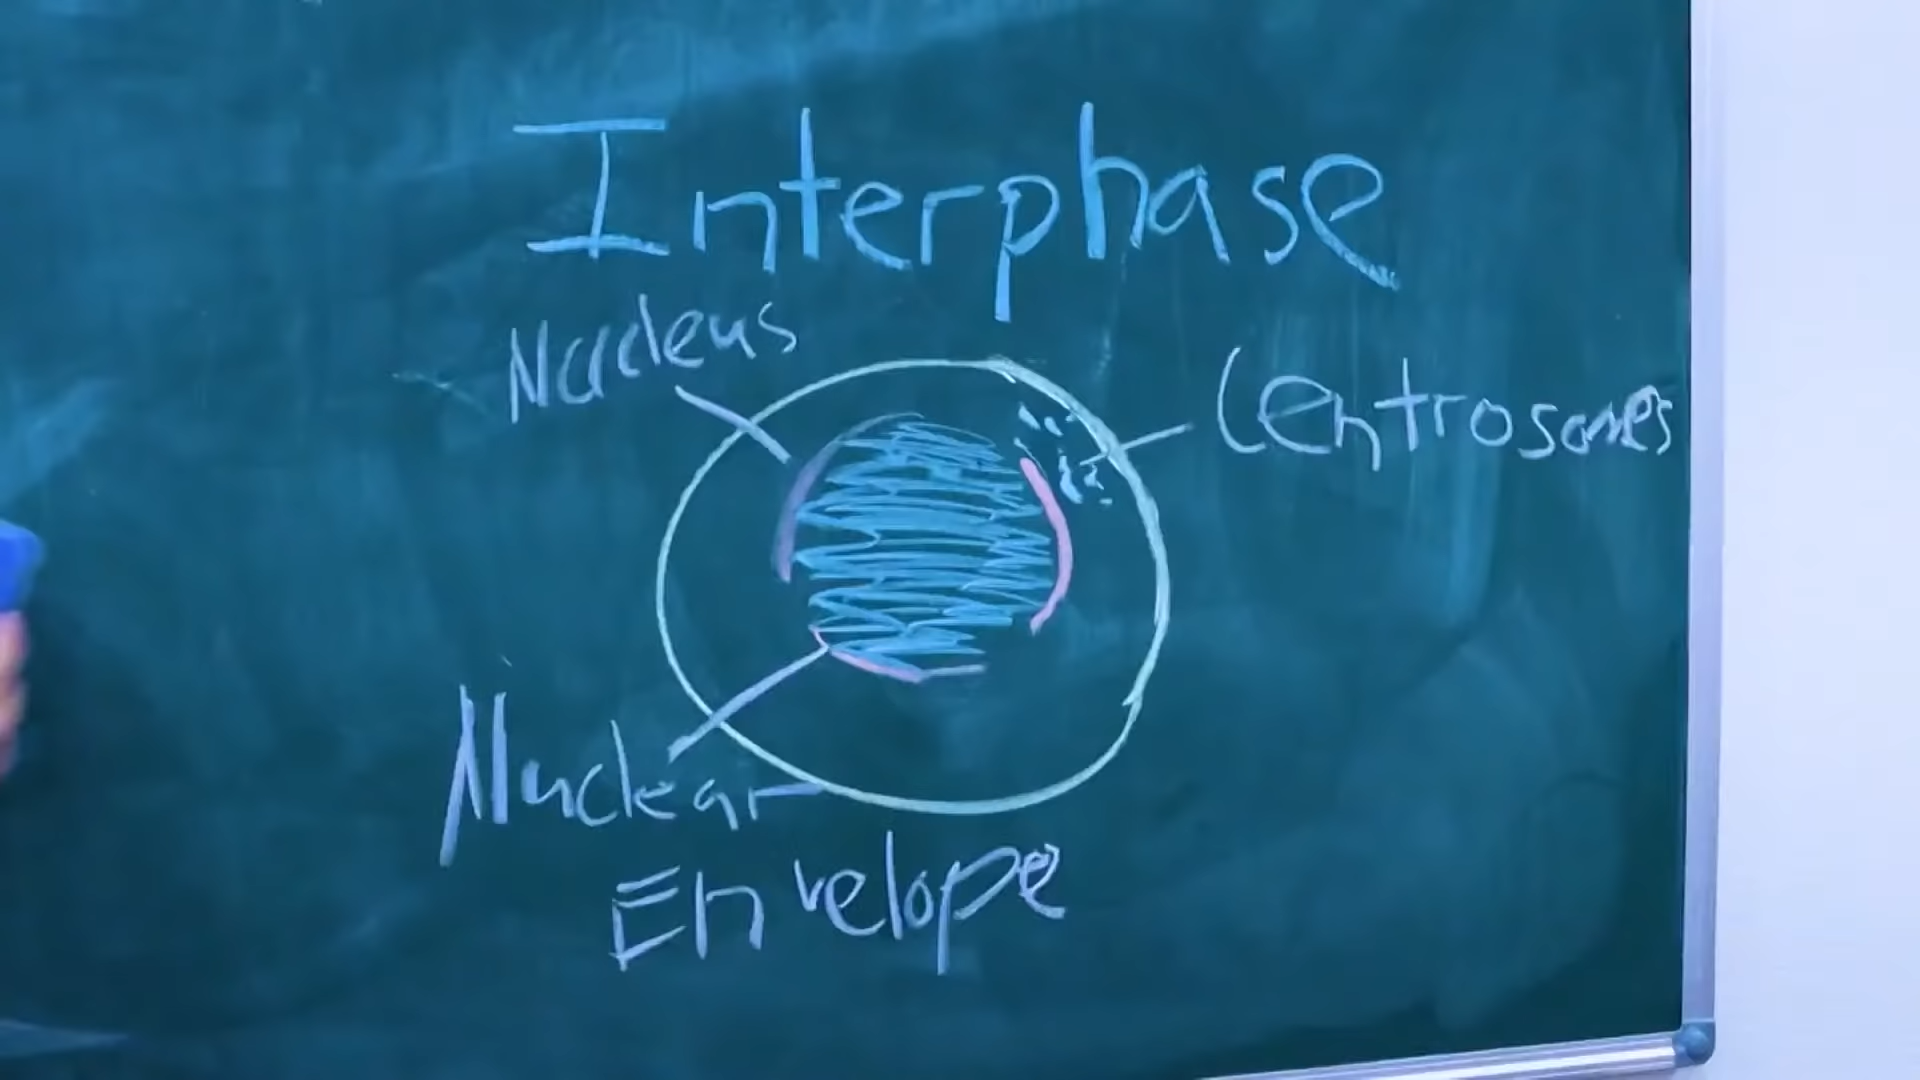 Interphase
Nucleus
Centrosomes
Nuclear
Envelope